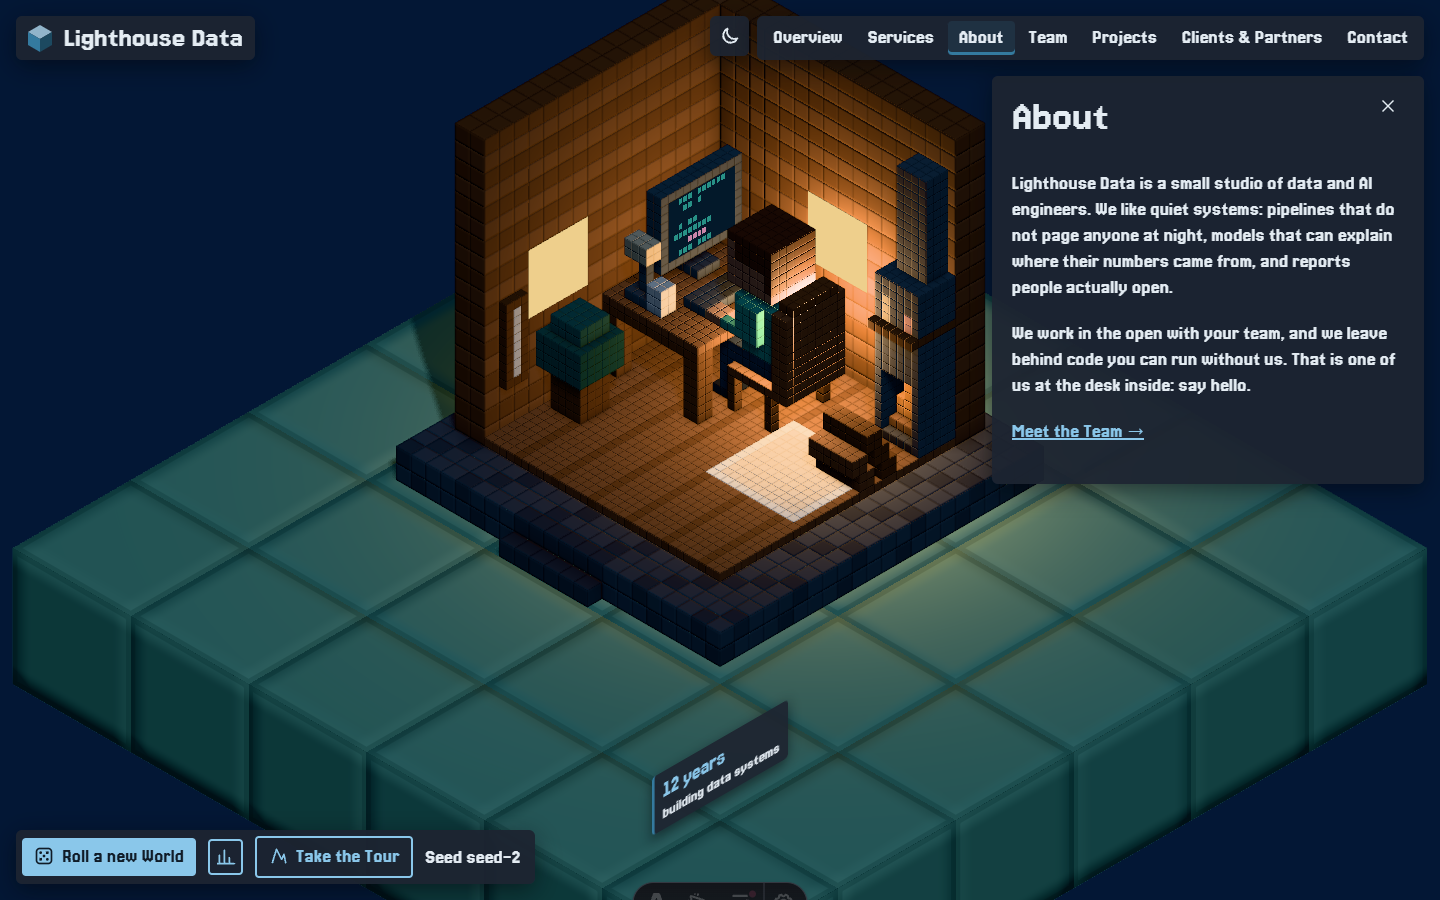 Lighthouse Data
Overview
Services
About
Team
Projects
Clients & Partners
Contact
About
Lighthouse Data is a small studio of data and AI
engineers. We like quiet systems: pipelines that do
not page anyone at night, models that can explain
where their numbers came from, and reports
people actually open.
We work in the open with your team, and we leave
behind code you can run without us. That is one of
us at the desk inside: say hello.
Meet the Team →
12 years
building data systems
Roll a new World
Take the Tour
Seed seed-2